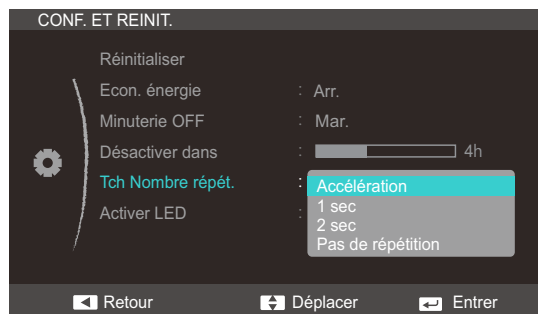 CONF. ET REINIT.
Réinitialiser
Econ. énergie : Arr.
Minuterie OFF : Mar.
Désactiver dans : 4h
Tch Nombre répét. : Accélération
1 sec
Activer LED :
2 sec
Pas de répétition
Retour Déplacer Entrer